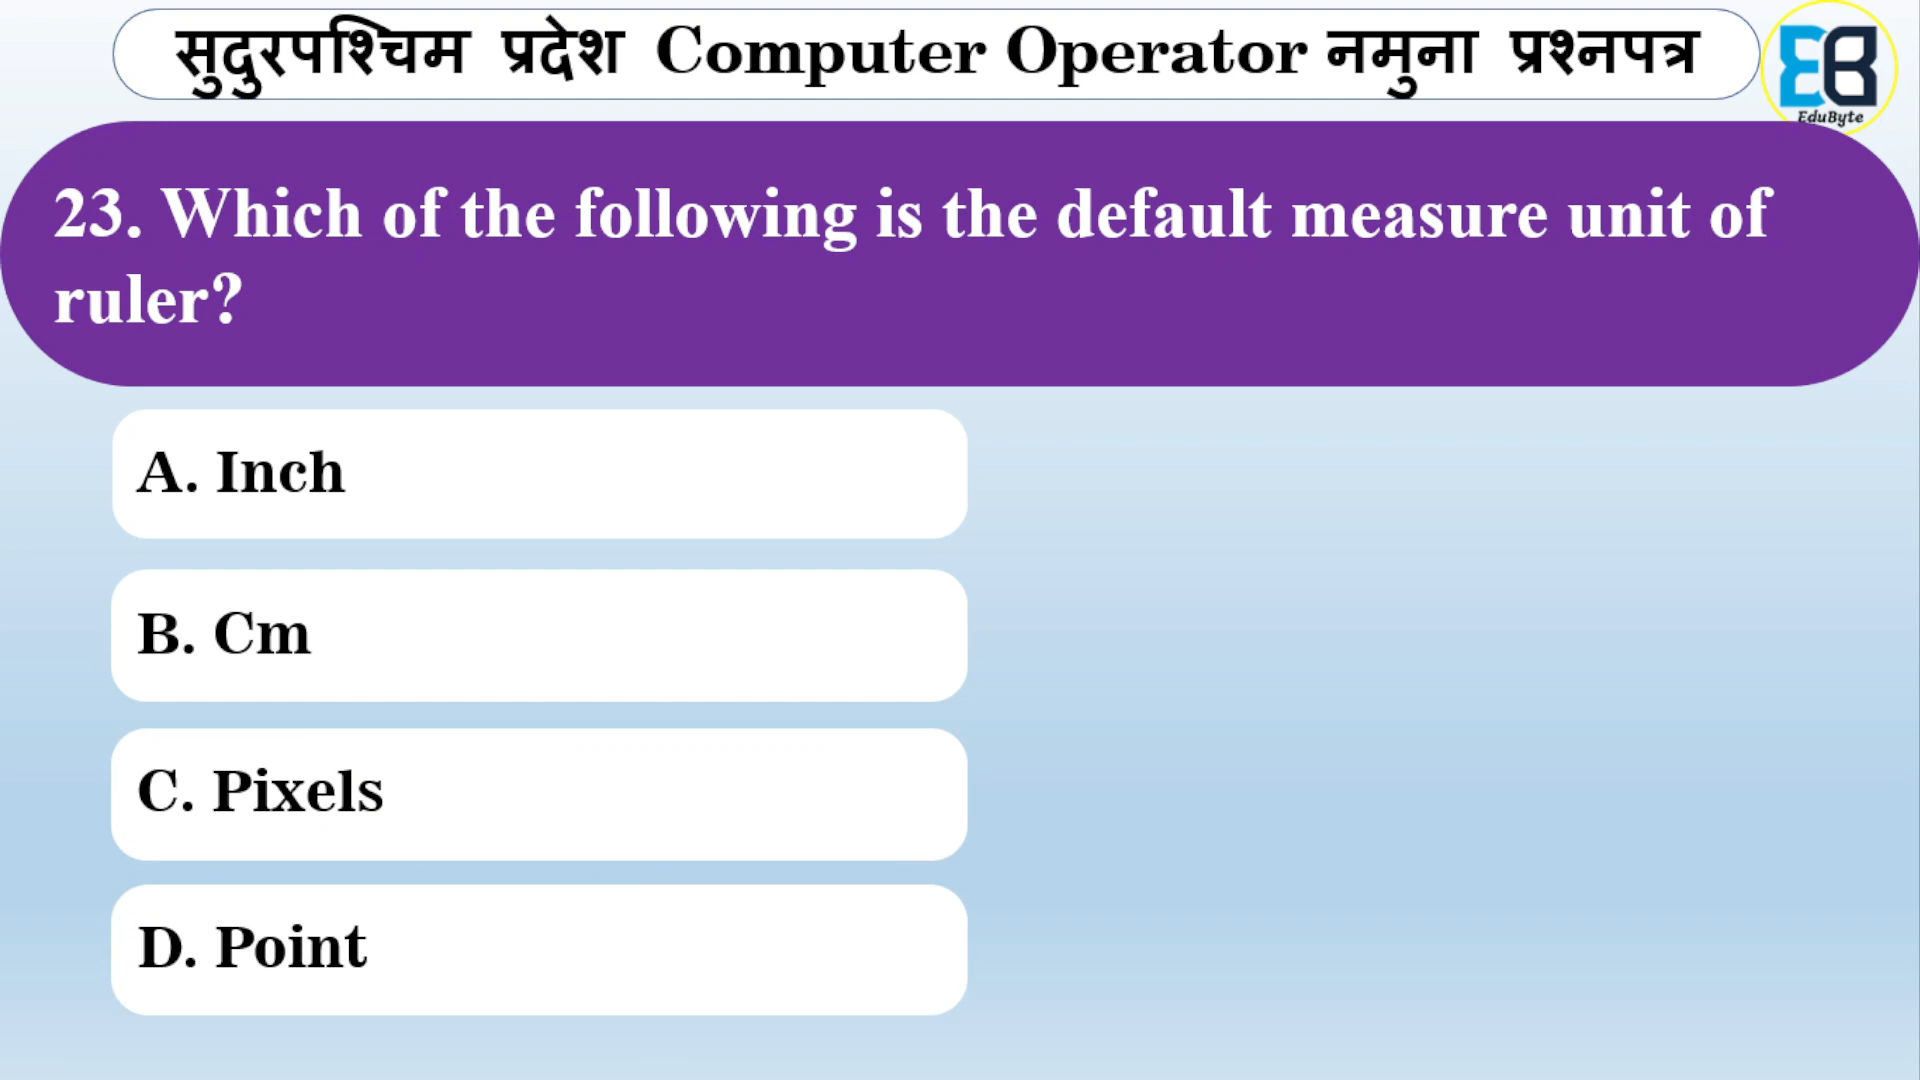 सुदुरपश्चिम प्रदेश Computer Operator नमुना प्रश्नपत्र
EduByte
23. Which of the following is the default measure unit of
ruler?
A. Inch
B. Cm
C. Pixels
D. Point